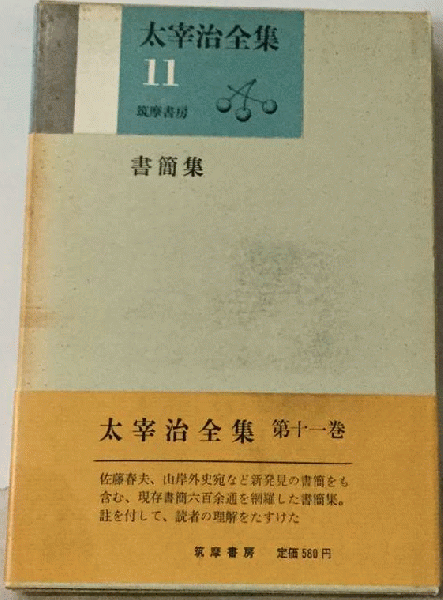 太宰治全集
11
筑摩書房
書簡集
太宰治全集 第十一巻
佐藤春夫、山岸外史宛など新発見の書簡をも
含む、現存書簡六百余通を網羅した書簡集。
註を付して、読者の理解をたすけた
筑摩書房 定価580円